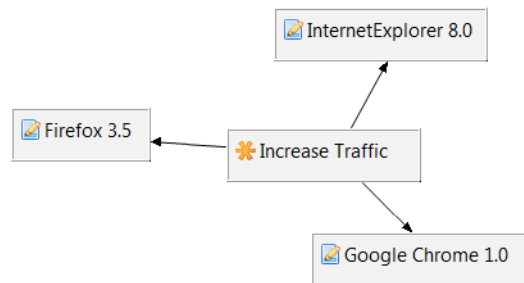 InternetExplorer 8.0
Firefox 3.5
Increase Traffic
Google Chrome 1.0